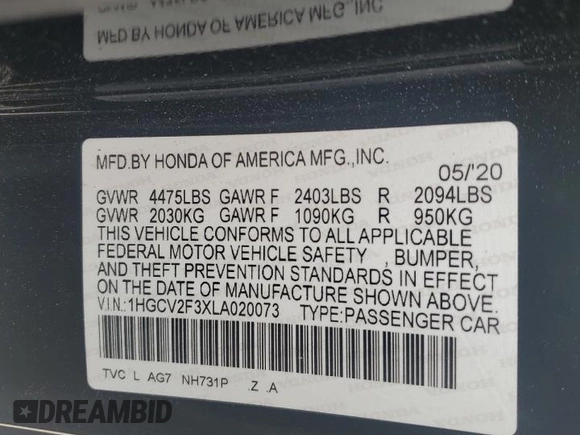 MFD BY HONDA OF AMERICA MFG., INC
MFD.BY HONDA OF AMERICA MFG.,INC.
05/'20
GVWR 4475LBS GAWR F 2403LBS R 2094LBS
GVWR 2030KG GAWR F 1090KG R 950KG
THIS VEHICLE CONFORMS TO ALL APPLICABLE
FEDERAL MOTOR VEHICLE SAFETY , BUMPER,
AND THEFT PREVENTION STANDARDS IN EFFECT
ON THE DATE OF MANUFACTURE SHOWN ABOVE.
VIN:1HGCV2F3XLA020073 TYPE:PASSENGER CAR
TVC L AG7 NH731P .Z .A
DREAMBID